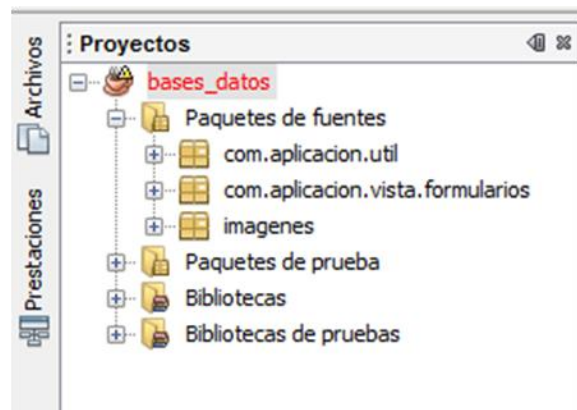 Archivos
Prestaciones
Proyectos
bases_datos
Paquetes de fuentes
com.aplicacion.util
com.aplicacion.vista.formularios
imagenes
Paquetes de prueba
Bibliotecas
Bibliotecas de pruebas